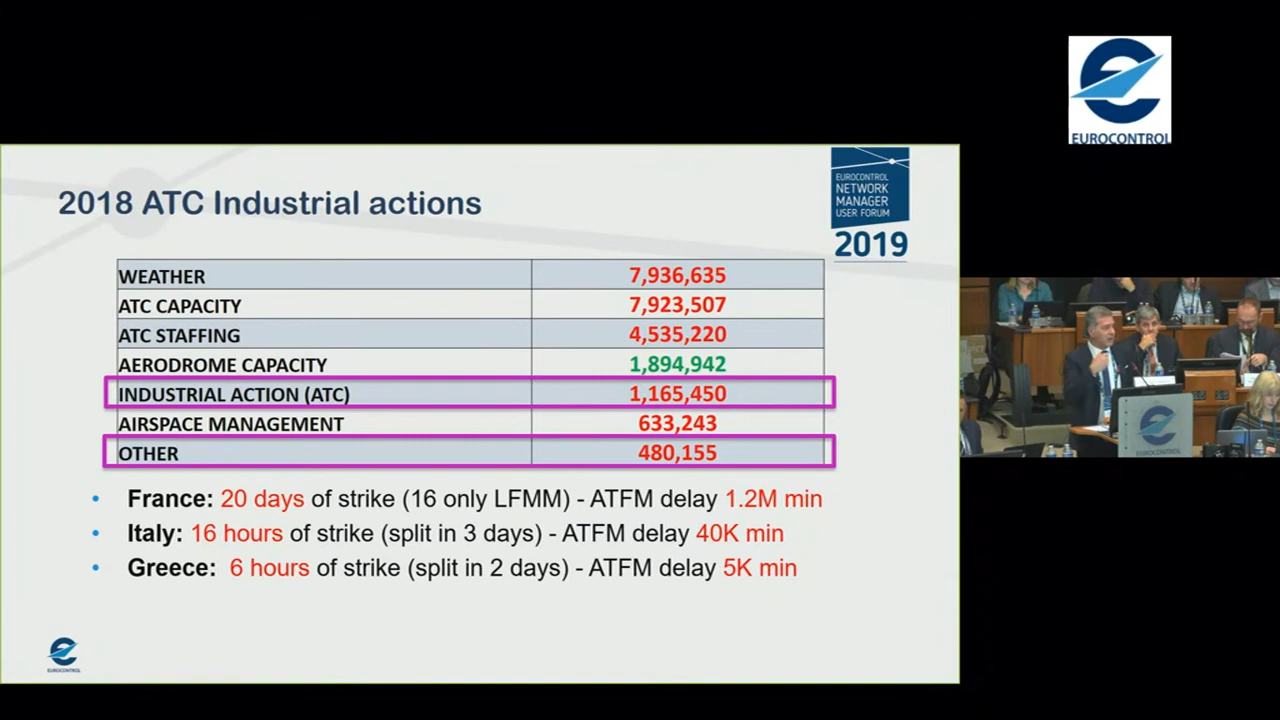 EUROCONTROL
2018 ATC Industrial actions
EUROCONTROL
NETWORK
MANAGER
USER FORUM
2019
WEATHER 7,936,635
ATC CAPACITY 7,923,507
ATC STAFFING 4,535,220
AERODROME CAPACITY 1,894,942
INDUSTRIAL ACTION (ATC) 1,165,450
AIRSPACE MANAGEMENT 633,243
OTHER 480,155
• France: 20 days of strike (16 only LFMM) - ATFM delay 1.2M min
• Italy: 16 hours of strike (split in 3 days) - ATFM delay 40K min
• Greece: 6 hours of strike (split in 2 days) - ATFM delay 5K min
EUROCONTROL